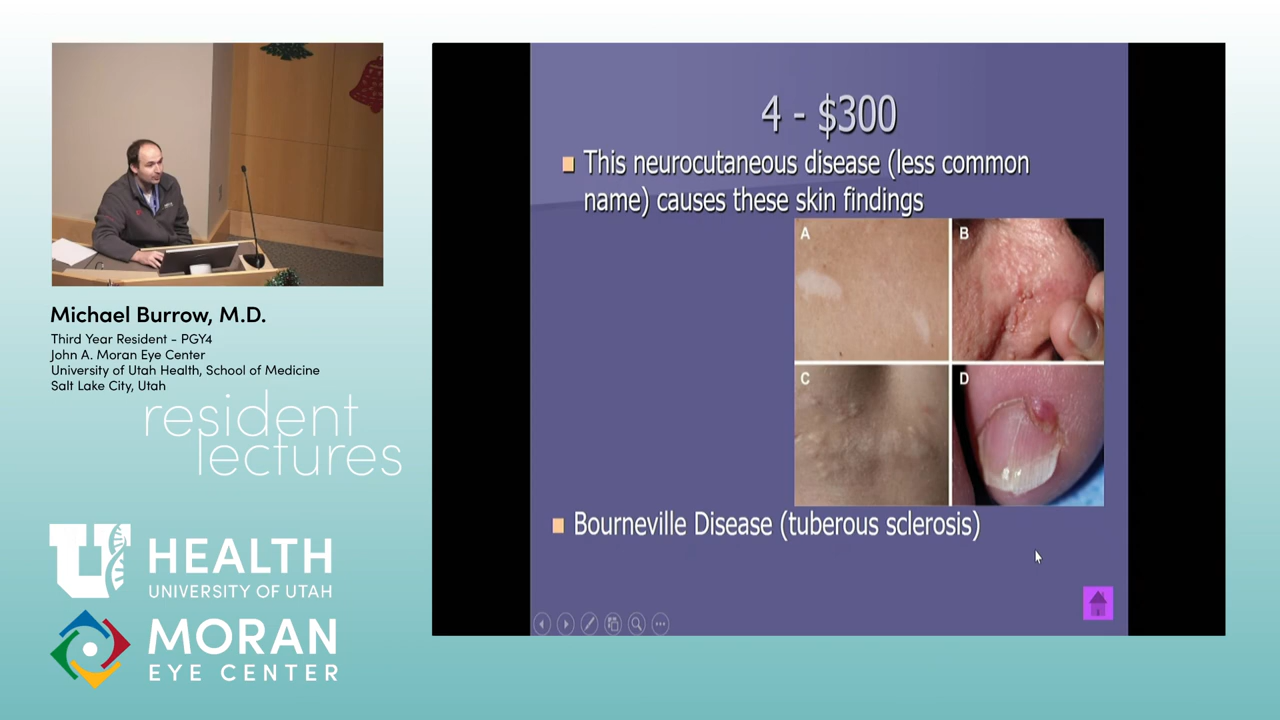 Michael Burrow, M.D.
Third Year Resident - PGY4
John A. Moran Eye Center
University of Utah Health, School of Medicine
Salt Lake City, Utah
resident
lectures
U HEALTH
UNIVERSITY OF UTAH
MORAN
EYE CENTER
4 - $300
This neurocutaneous disease (less common
name) causes these skin findings
A
B
C
D
Bourneville Disease (tuberous sclerosis)